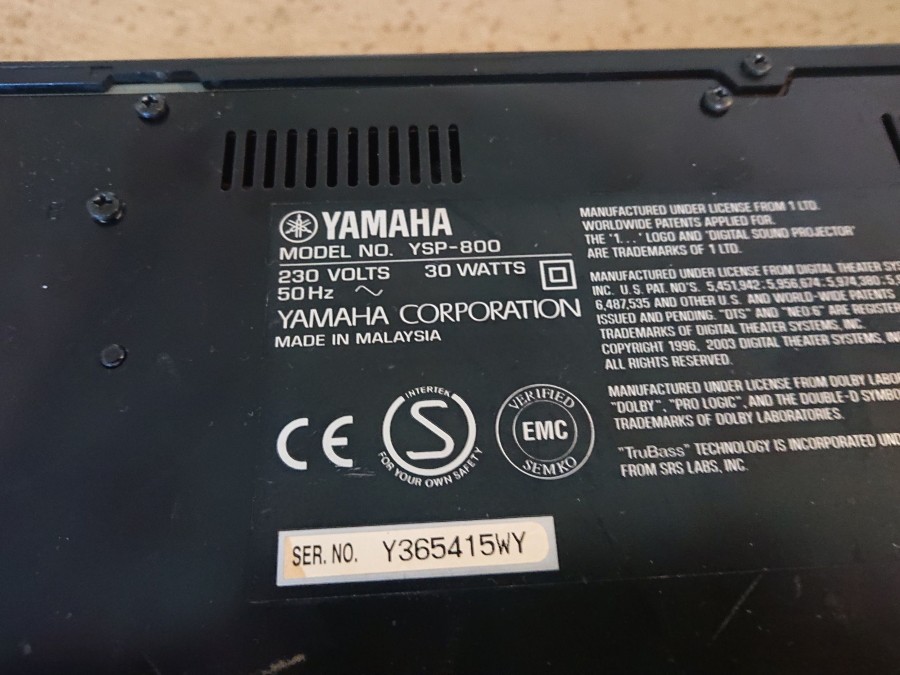 YAMAHA
MODEL NO. YSP-800
230 VOLTS 30 WATTS
50Hz ~
YAMAHA CORPORATION
MADE IN MALAYSIA
MANUFACTURED UNDER LICENSE FROM 1 LTD.
WORLDWIDE PATENTS APPLIED FOR.
THE '1...' LOGO AND 'DIGITAL SOUND PROJECTOR'
ARE TRADEMARKS OF 1 LTD.
MANUFACTURED UNDER LICENSE FROM DIGITAL THEATER
INC. U.S. PAT. NO'S. 5,451,942; 5,956,674; 5,974,380;
6,487,535 AND OTHER U.S. AND WORLD-WIDE PATENTS
ISSUED AND PENDING. "DTS" AND "NEO:6" ARE
TRADEMARKS OF DIGITAL THEATER SYSTEMS, INC.
COPYRIGHT 1996, 2003 DIGITAL THEATER SYSTEMS,
ALL RIGHTS RESERVED.
MANUFACTURED UNDER LICENSE FROM DOLBY
"DOLBY", "PRO LOGIC", AND THE DOUBLE-D
TRADEMARKS OF DOLBY LABORATORIES.
"TruBass" TECHNOLOGY IS INCORPORATED
FROM SRS LABS, INC.
CE
INTERTEK
S
FOR YOUR OWN SAFETY
VERIFIED
EMC
SEMKO
SER. NO. Y365415WY